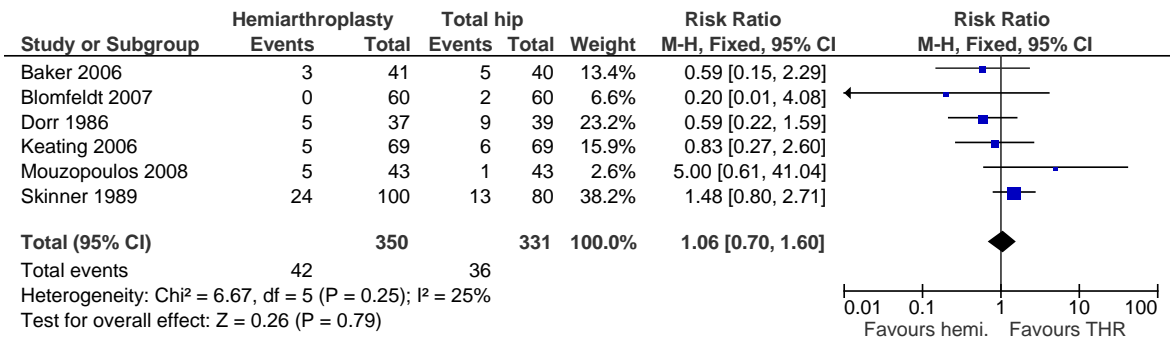 Hemiarthroplasty Total hip Risk Ratio Risk Ratio
Study or Subgroup Events Total Events Total Weight M-H, Fixed, 95% CI M-H, Fixed, 95% CI
Baker 2006 3 41 5 40 13.4% 0.59 [0.15, 2.29]
Blomfeldt 2007 0 60 2 60 6.6% 0.20 [0.01, 4.08]
Dorr 1986 5 37 9 39 23.2% 0.59 [0.22, 1.59]
Keating 2006 5 69 6 69 15.9% 0.83 [0.27, 2.60]
Mouzopoulos 2008 5 43 1 43 2.6% 5.00 [0.61, 41.04]
Skinner 1989 24 100 13 80 38.2% 1.48 [0.80, 2.71]
Total (95% CI) 350 331 100.0% 1.06 [0.70, 1.60]
Total events 42 36
Heterogeneity: Chi² = 6.67, df = 5 (P = 0.25); I² = 25%
Test for overall effect: Z = 0.26 (P = 0.79)
0.01 0.1 1 10 100
Favours hemi. Favours THR